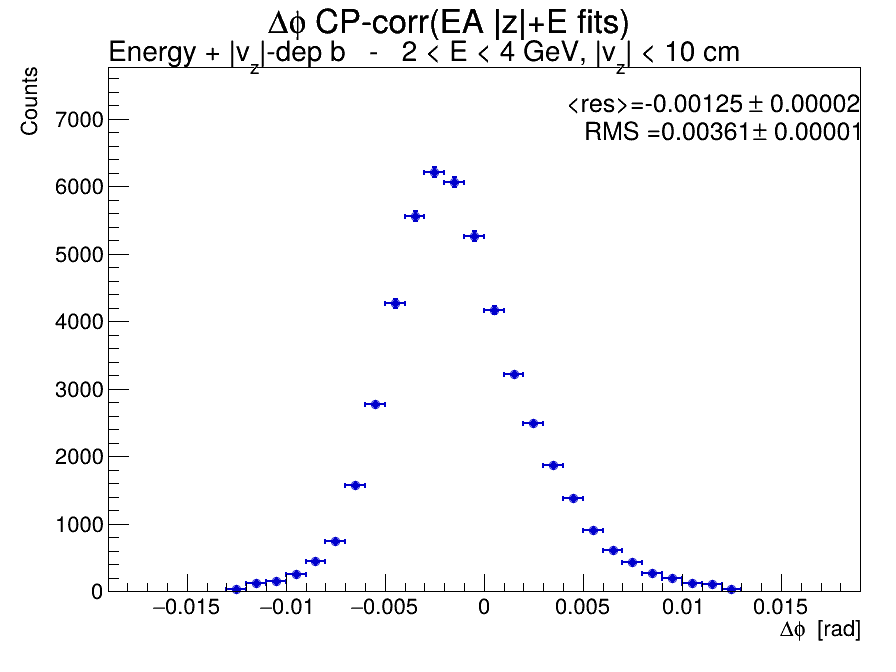 Δϕ CP-corr(EA |z|+E fits)
Energy + |v_z|-dep b - 2 < E < 4 GeV, |v_z| < 10 cm
Counts
<res>=-0.00125 ± 0.00002
RMS =0.00361± 0.00001
7000
6000
5000
4000
3000
2000
1000
0
−0.015 −0.01 −0.005 0 0.005 0.01 0.015
Δϕ [rad]